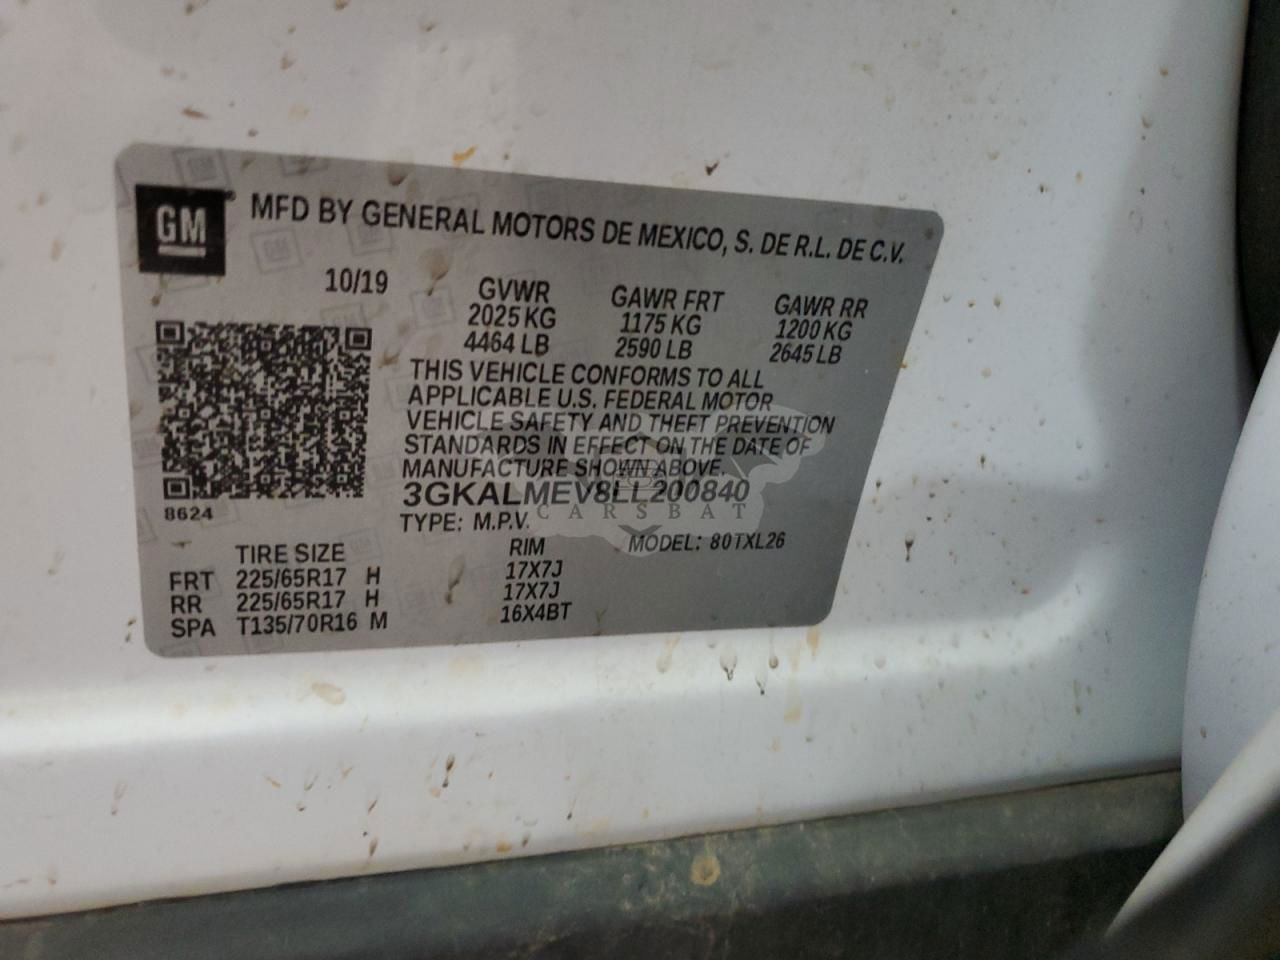 GM
MFD BY GENERAL MOTORS DE MEXICO, S. DE R.L. DE C.V.
10/19
GVWR GAWR FRT GAWR RR
2025 KG 1175 KG 1200 KG
4464 LB 2590 LB 2645 LB
THIS VEHICLE CONFORMS TO ALL
APPLICABLE U.S. FEDERAL MOTOR
VEHICLE SAFETY AND THEFT PREVENTION
STANDARDS IN EFFECT ON THE DATE OF
MANUFACTURE SHOWN ABOVE.
3GKALMEV8LL200840
CARSBAT
8624
TYPE: M.P.V. MODEL: 80TXL26
TIRE SIZE RIM
FRT 225/65R17 H 17X7J
RR 225/65R17 H 17X7J
SPA T135/70R16 M 16X4BT